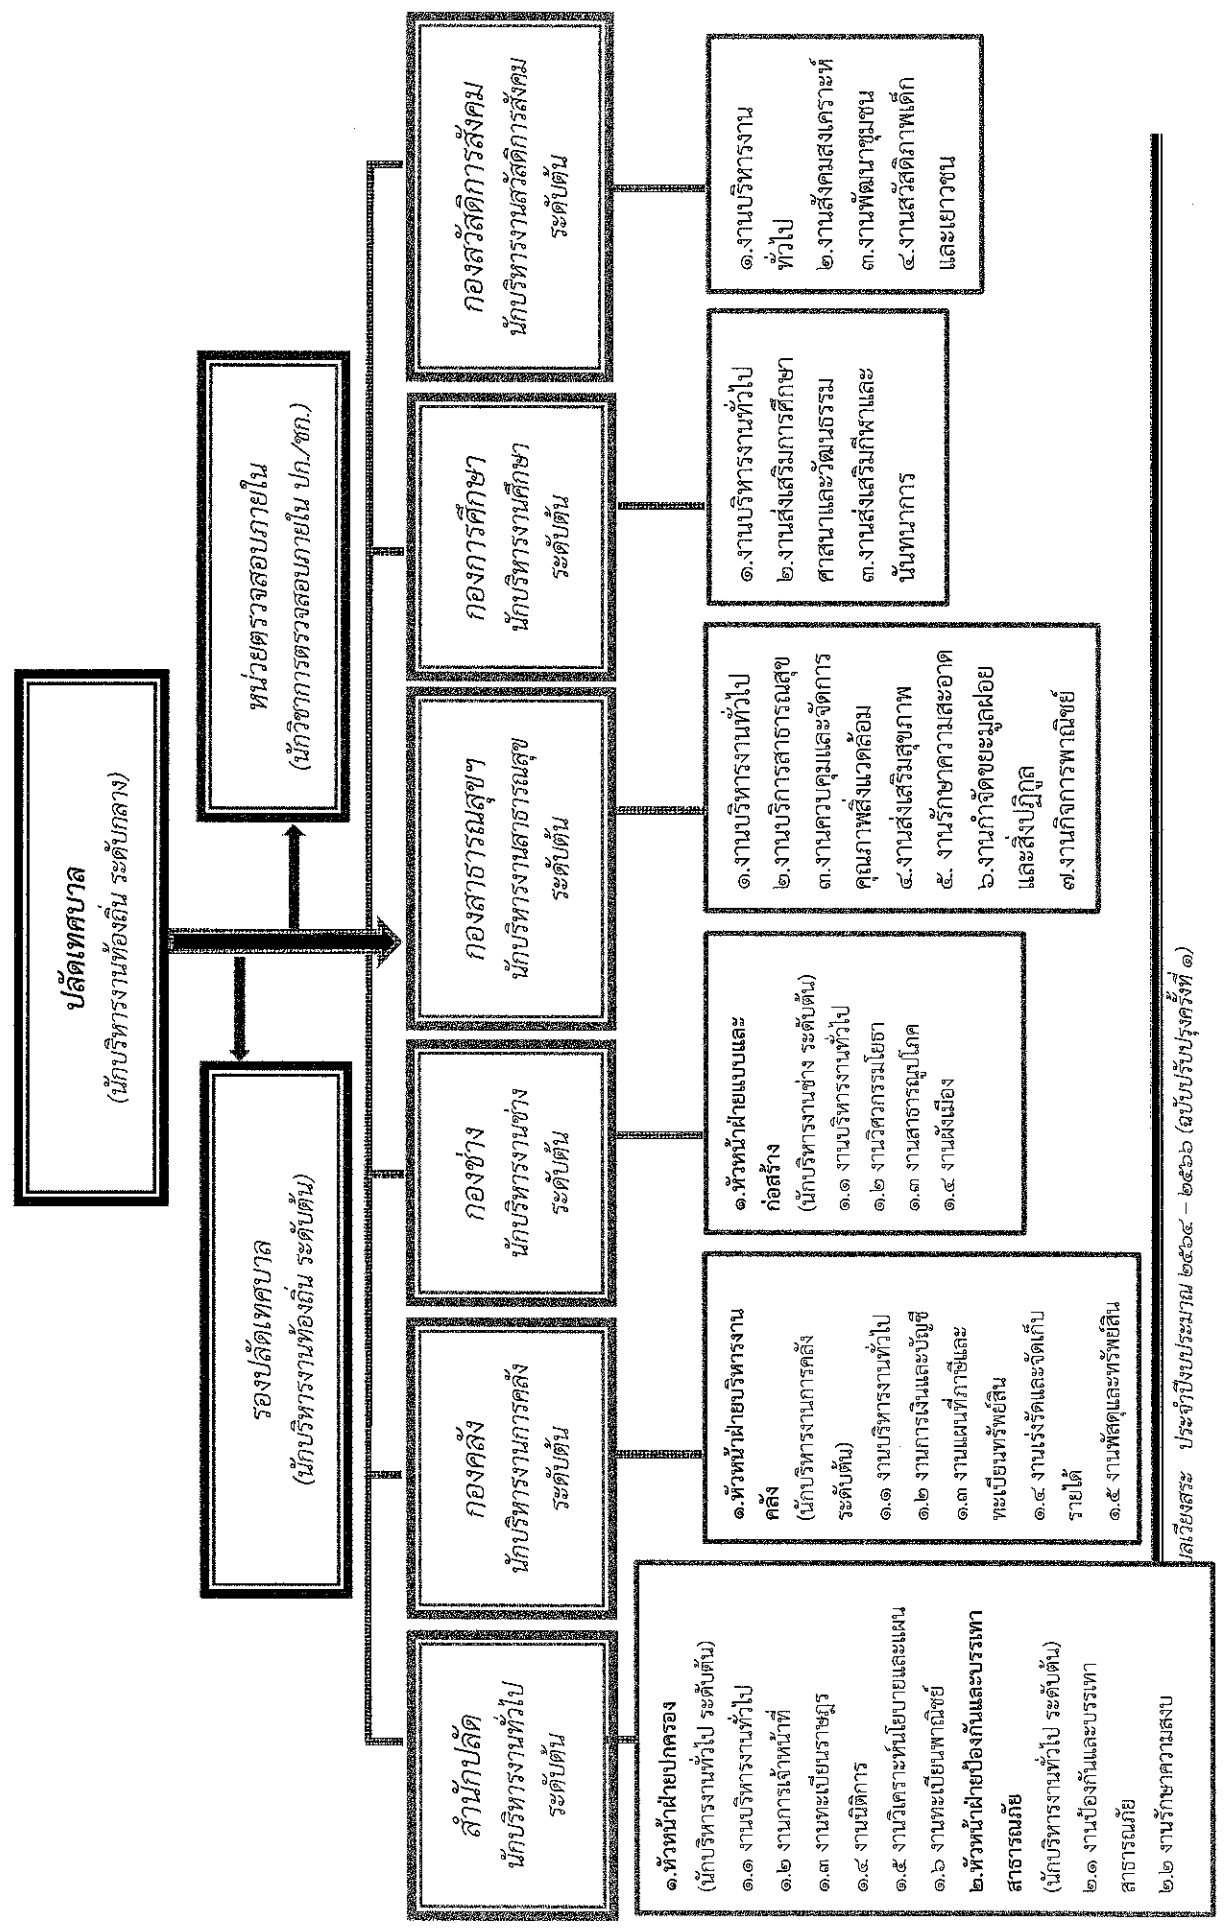 ปลัดเทศบาล
(นักบริหารงานท้องถิ่น ระดับกลาง)
รองปลัดเทศบาล
(นักบริหารงานท้องถิ่น ระดับต้น)
หน่วยตรวจสอบภายใน
(นักวิชาการตรวจสอบภายใน ปก./ชก.)
สำนักปลัด
นักบริหารงานทั่วไป
ระดับต้น
กองคลัง
นักบริหารงานการคลัง
ระดับต้น
กองช่าง
นักบริหารงานช่าง
ระดับต้น
กองสาธารณสุขฯ
นักบริหารงานสาธารณสุข
ระดับต้น
กองการศึกษา
นักบริหารงานศึกษา
ระดับต้น
กองสวัสดิการสังคม
นักบริหารงานสวัสดิการสังคม
ระดับต้น
๑.หัวหน้าฝ่ายปกครอง
(นักบริหารงานทั่วไป ระดับต้น)
๑.๑ งานบริหารงานทั่วไป
๑.๒ งานการเจ้าหน้าที่
๑.๓ งานทะเบียนราษฎร
๑.๔ งานนิติการ
๑.๕ งานวิเคราะห์นโยบายและแผน
๑.๖ งานทะเบียนพาณิชย์
๒.หัวหน้าฝ่ายป้องกันและบรรเทา
สาธารณภัย
(นักบริหารงานทั่วไป ระดับต้น)
๒.๑ งานป้องกันและบรรเทา
สาธารณภัย
๒.๒ งานรักษาความสงบ
๑.หัวหน้าฝ่ายบริหารงาน
คลัง
(นักบริหารงานการคลัง
ระดับต้น)
๑.๑ งานบริหารงานทั่วไป
๑.๒ งานการเงินและบัญชี
๑.๓ งานแผนที่ภาษีและ
ทะเบียนทรัพย์สิน
๑.๔ งานเร่งรัดและจัดเก็บ
รายได้
๑.๕ งานพัสดุและทรัพย์สิน
๑.หัวหน้าฝ่ายแบบและ
ก่อสร้าง
(นักบริหารงานช่าง ระดับต้น)
๑.๑ งานบริหารงานทั่วไป
๑.๒ งานวิศวกรรมโยธา
๑.๓ งานสาธารณูปโภค
๑.๔ งานผังเมือง
๑.งานบริหารงานทั่วไป
๒.งานบริการสาธารณสุข
๓.งานควบคุมและจัดการ
คุณภาพสิ่งแวดล้อม
๔.งานส่งเสริมสุขภาพ
๕. งานรักษาความสะอาด
๖.งานกำจัดขยะมูลฝอย
และสิ่งปฏิกูล
๗.งานกิจการพาณิชย์
๑.งานบริหารงานทั่วไป
๒.งานส่งเสริมการศึกษา
ศาสนาและวัฒนธรรม
๓.งานส่งเสริมกีฬาและ
นันทนาการ
๑.งานบริหารงาน
ทั่วไป
๒.งานสังคมสงเคราะห์
๓.งานพัฒนาชุมชน
๔.งานสวัสดิภาพเด็ก
และเยาวชน
บลเวียงสระ ประจำปีงบประมาณ ๒๕๖๔ – ๒๕๖๖ (ฉบับปรับปรุงครั้งที่ ๑)